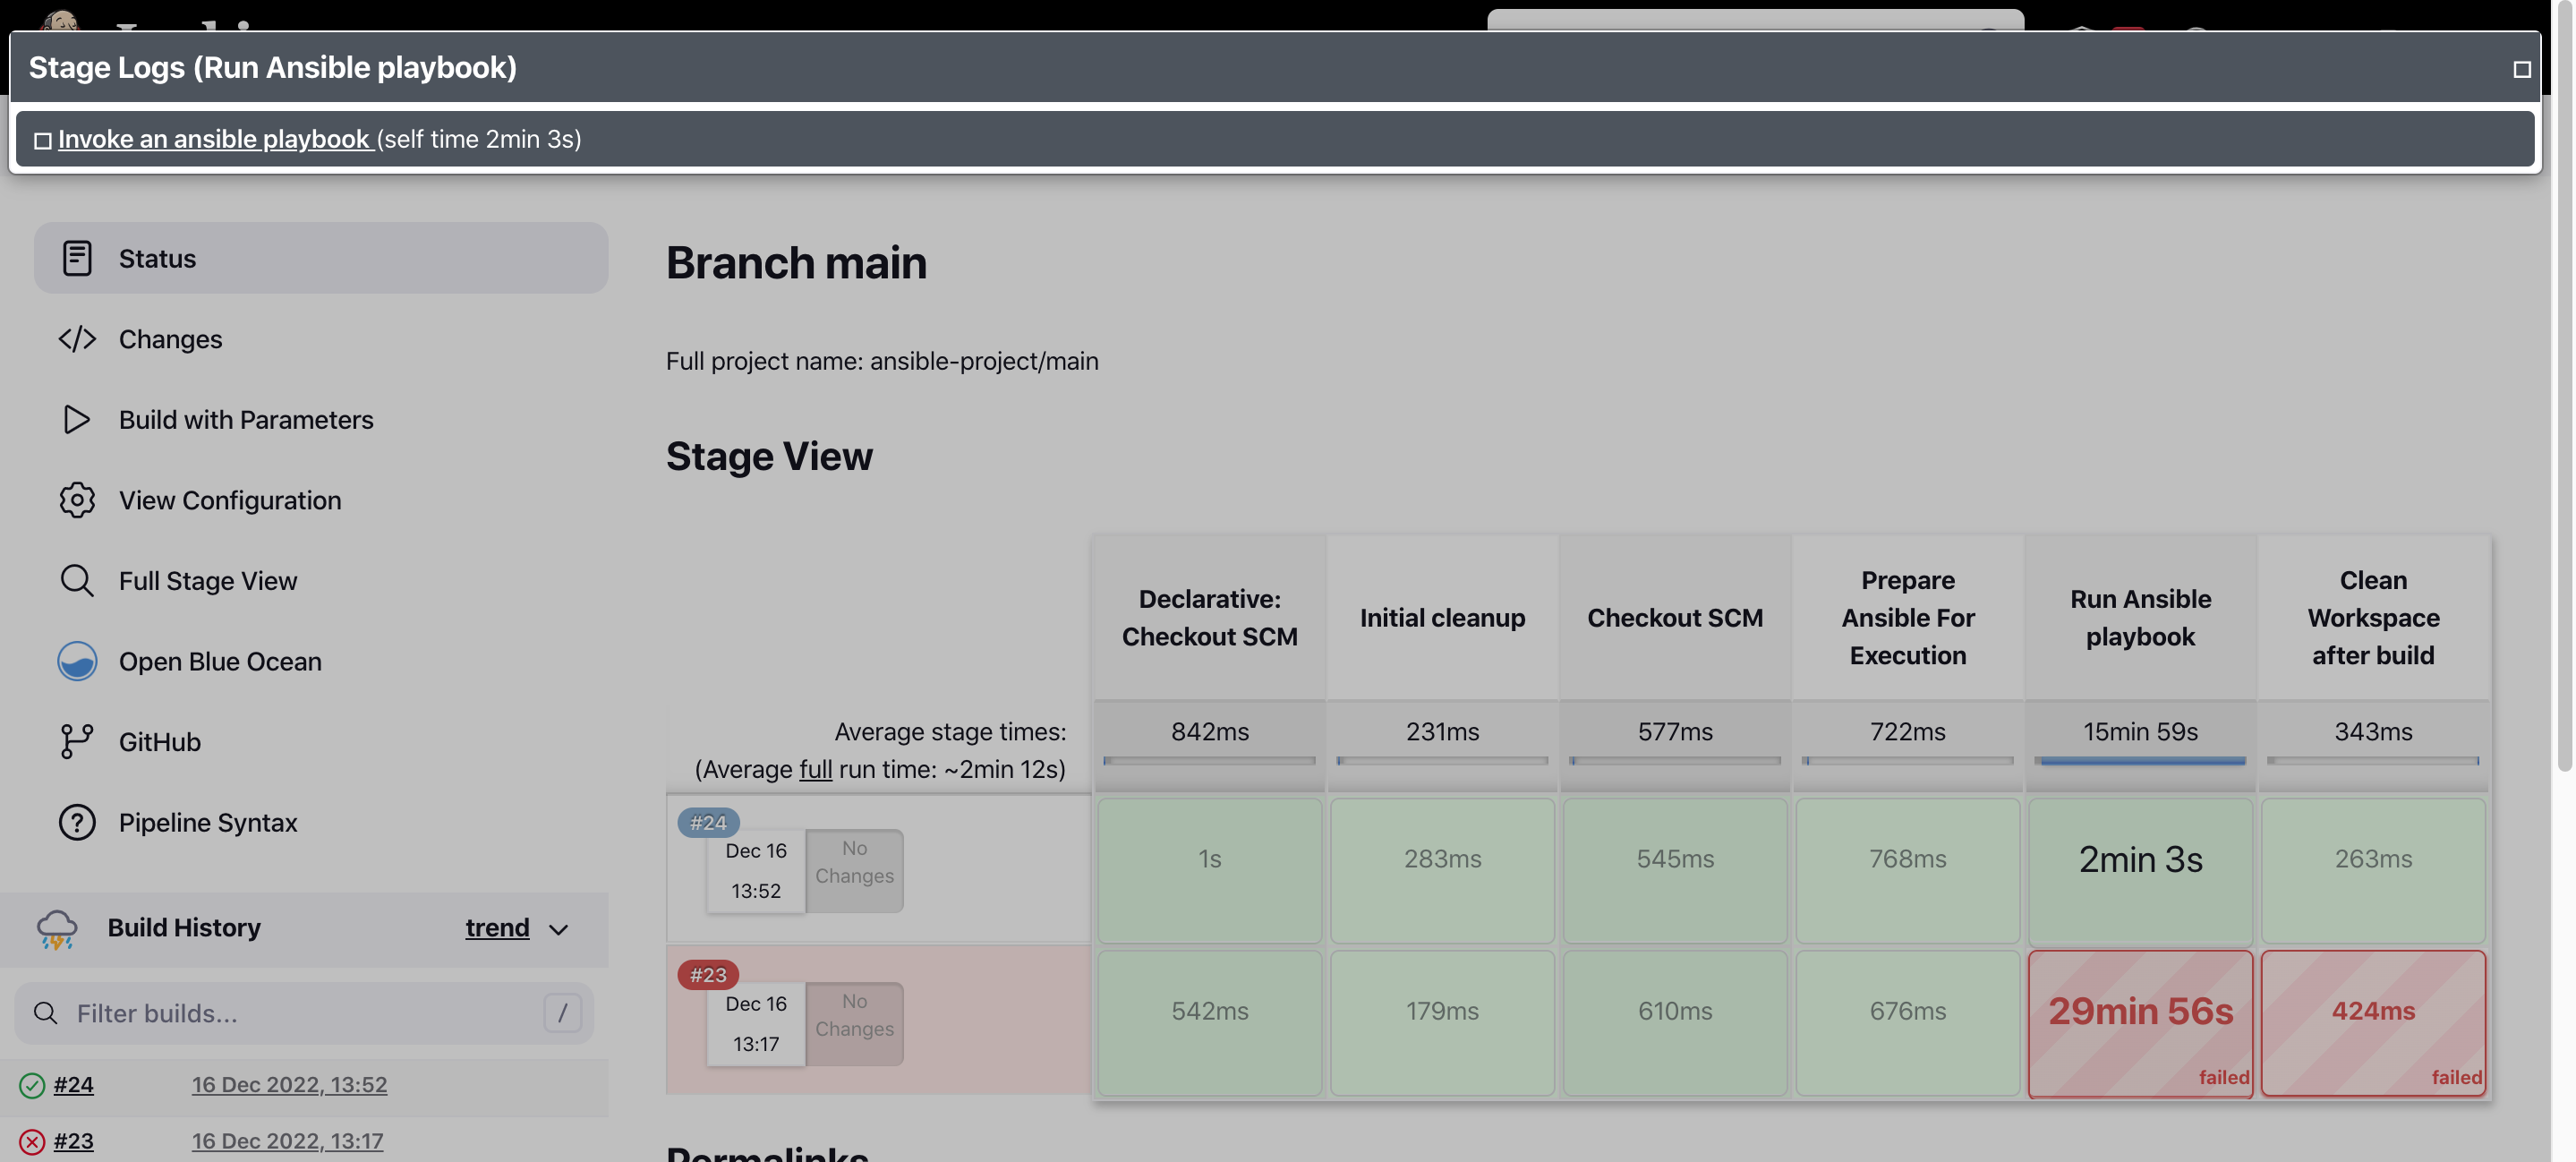 Stage Logs (Run Ansible playbook)
Invoke an ansible playbook (self time 2min 3s)
Status
Changes
Build with Parameters
View Configuration
Full Stage View
Open Blue Ocean
GitHub
Pipeline Syntax
Build History
trend
Filter builds...
/
#24
16 Dec 2022, 13:52
#23
16 Dec 2022, 13:17
Branch main
Full project name: ansible-project/main
Stage View
Declarative:
Checkout SCM
Initial cleanup
Checkout SCM
Prepare
Ansible For
Execution
Run Ansible
playbook
Clean
Workspace
after build
Average stage times:
(Average full run time: ~2min 12s)
842ms
231ms
577ms
722ms
15min 59s
343ms
#24
Dec 16
13:52
No
Changes
1s
283ms
545ms
768ms
2min 3s
263ms
#23
Dec 16
13:17
No
Changes
542ms
179ms
610ms
676ms
29min 56s
failed
424ms
failed
Permalinks